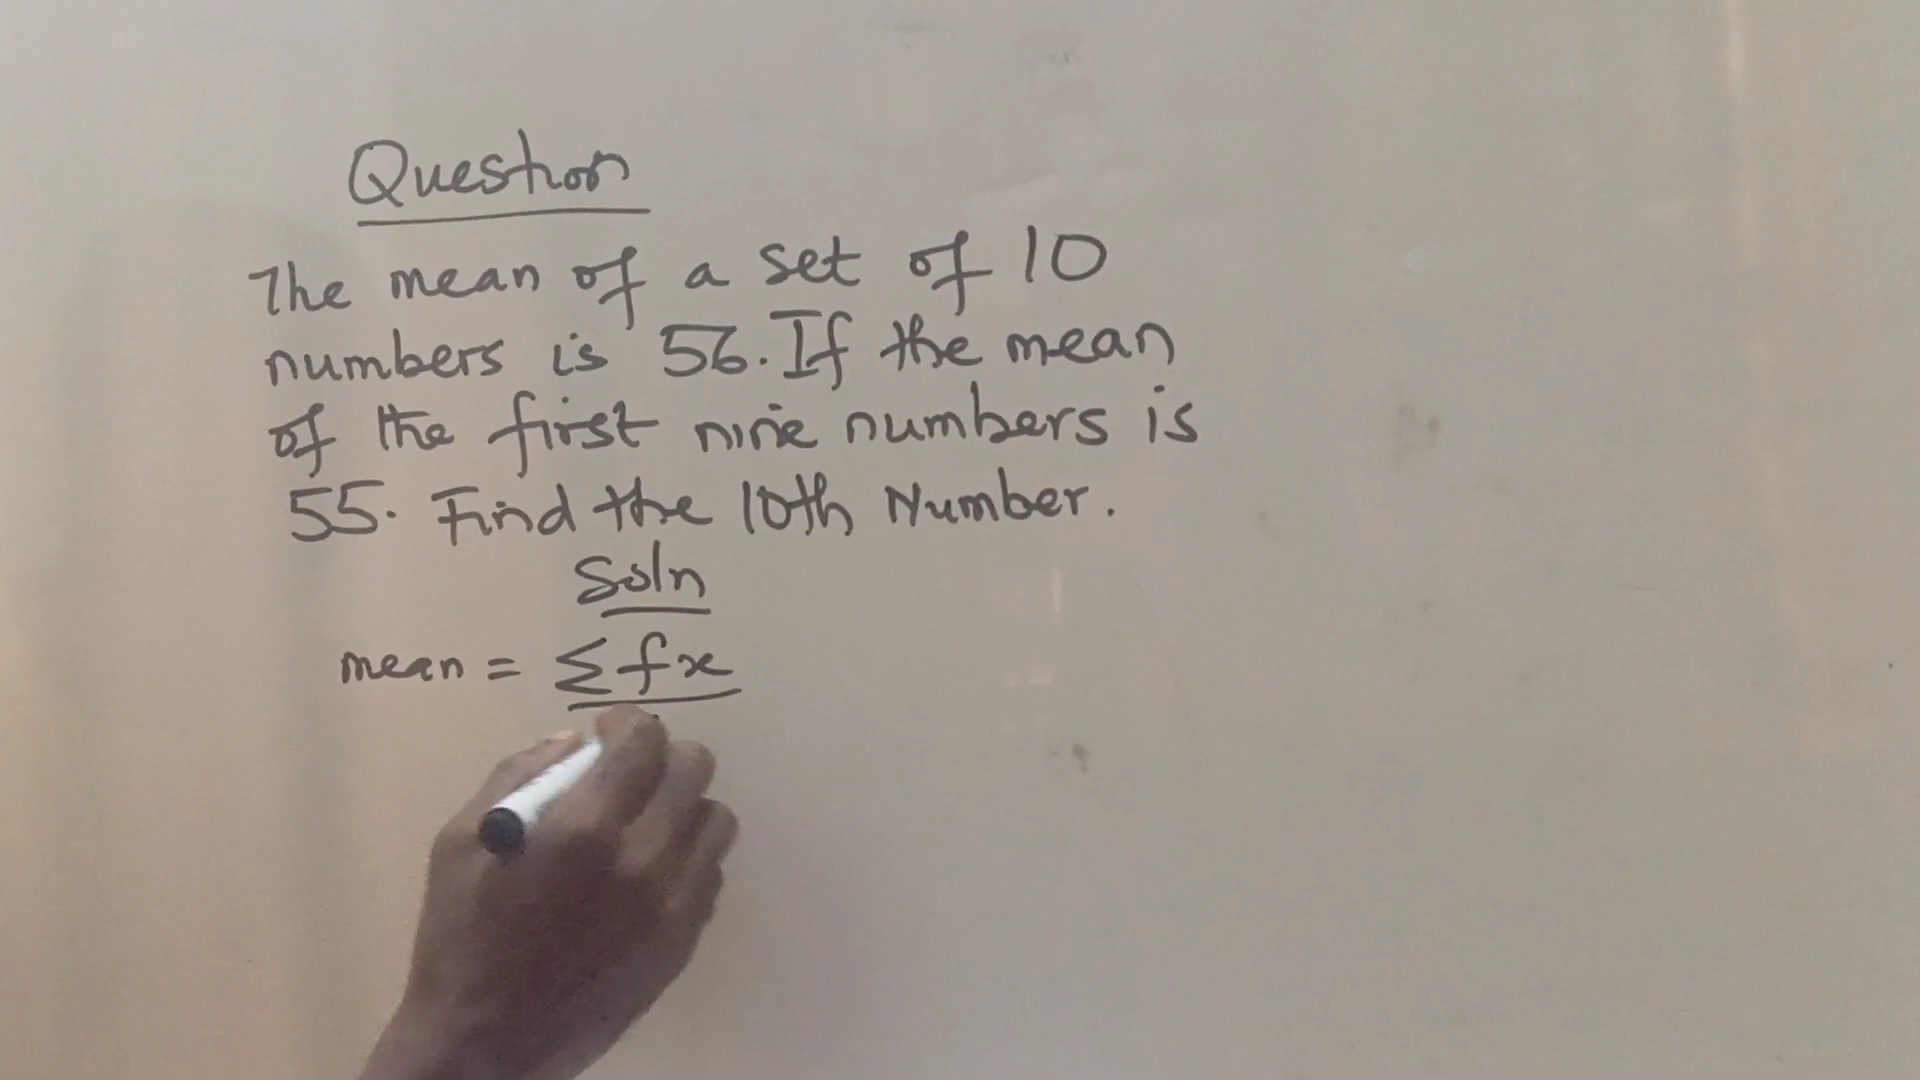 Question
The mean of a set of 10
numbers is 56. If the mean
of the first nine numbers is
55. Find the 10th Number.
Soln
mean = Σfx